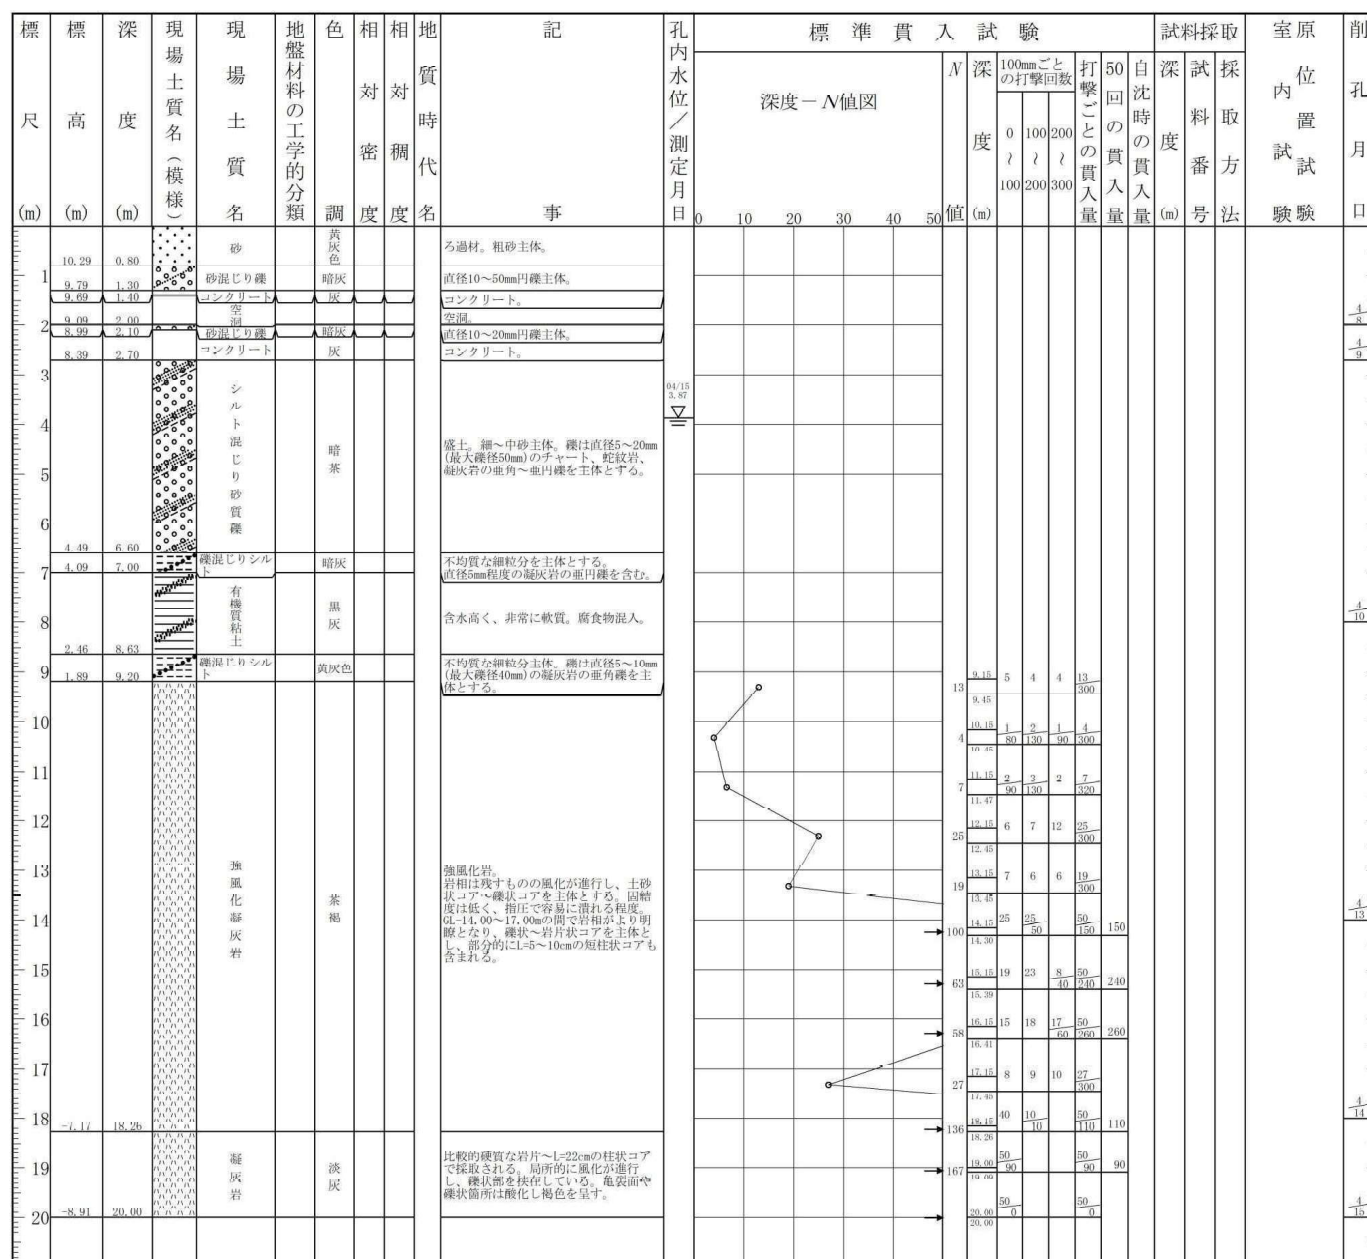 標尺(m)
標高(m)
深度(m)
現場土質名(模様)
現場土質名
地盤材料の工学的分類
色調
相対密度
相対稠度
地質時代名
記事
孔内水位／測定月日
標準貫入試験
深度－N値図
0 10 20 30 40 50
N値
深度(m)
100mmごとの打撃回数
0～100
100～200
200～300
打撃ごとの貫入量
50回の貫入量
自沈時の貫入量
試料採取
深度(m)
試料番号
採取方法
室内試験
原位置試験
削孔月日
10.29 0.80 砂 黄灰色 ろ過材。粗砂主体。
1
9.79 1.30 砂混じり礫 暗灰 直径10～50mm円礫主体。
9.69 1.40 コンクリート 灰 コンクリート。
9.09 2.00 空洞 空洞。
2
8.99 2.10 砂混じり礫 暗灰 直径10～20mm円礫主体。
4/8
8.39 2.70 コンクリート 灰 コンクリート。
4/9
3
04/15
3.87
4
シルト混じり砂質礫
暗茶
盛土。細～中砂主体。礫は直径5～20mm
(最大礫径50mm)のチャート、蛇紋岩、
凝灰岩の亜角～亜円礫を主体とする。
5
6
4.49 6.60
礫混じりシルト 暗灰 不均質な細粒分を主体とする。
4.09 7.00 直径5mm程度の凝灰岩の亜円礫を含む。
7
有機質粘土 黒灰 含水高く、非常に軟質。腐食物混入。
8
4/10
2.46 8.63
礫混じりシルト 黄灰色 不均質な細粒分主体。礫は直径5～10mm
(最大礫径40mm)の凝灰岩の亜角礫を主
体とする。
9
1.89 9.20
13 9.15 5 4 4 13/300
9.45
10
4 10.15 1/80 2/130 1/90 4/300
10.45
11
7 11.15 2/90 3/130 2 7/320
11.47
12
25 12.15 6 7 12 25/300
12.45
13
19 13.15 7 6 6 19/300
13.45
強風化凝灰岩
茶褐
強風化岩。
岩相は残すものの風化が進行し、土砂
状コア～礫状コアを主体とする。固結
度は低く、指圧で容易に潰れる程度。
GL-14.00～17.00mの間で岩相がより明
瞭となり、礫状～岩片状コアを主体と
し、部分的にL=5～10cmの短柱状コアも
含まれる。
4/13
14
100 14.15 25 25/50 50/150 150
14.30
15
63 15.15 19 23 8/40 50/240 240
15.39
16
58 16.15 15 18 17/60 50/260 260
16.41
17
27 17.15 8 9 10 27/300
17.45
4/14
18
-7.17 18.26
136 18.15 40 10/10 50/110 110
18.26
凝灰岩
淡灰
比較的硬質な岩片～L=22cmの柱状コア
で採取される。局所的に風化が進行
し、礫状部を挟在している。亀裂面や
礫状箇所は酸化し褐色を呈す。
19
167 19.00 50/90 50/90 90
19.09
20
-8.91 20.00
20.00 50/0 50/0
20.00
4/15